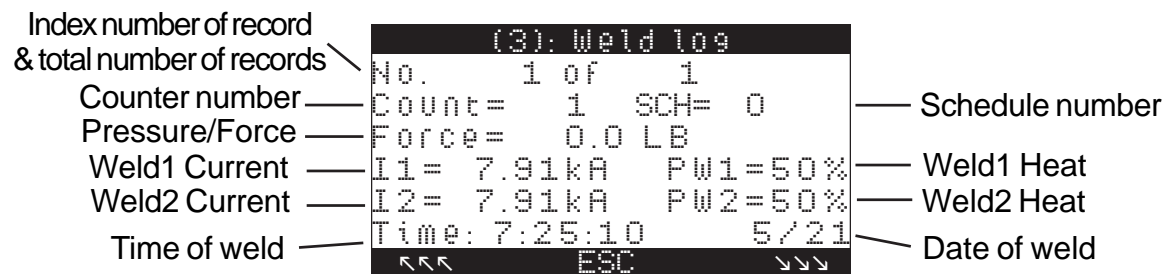 Index number of record
& total number of records
Counter number
Pressure/Force
Weld1 Current
Weld2 Current
Time of weld
(3): Weld log
No. 1 of 1
Count= 1 SCH= 0
Force= 0.0 LB
I1= 7.91kA PW1=50%
I2= 7.91kA PW2=50%
Time: 7:25:10 5/21
↖↖↖ ESC ↘↘↘
Schedule number
Weld1 Heat
Weld2 Heat
Date of weld